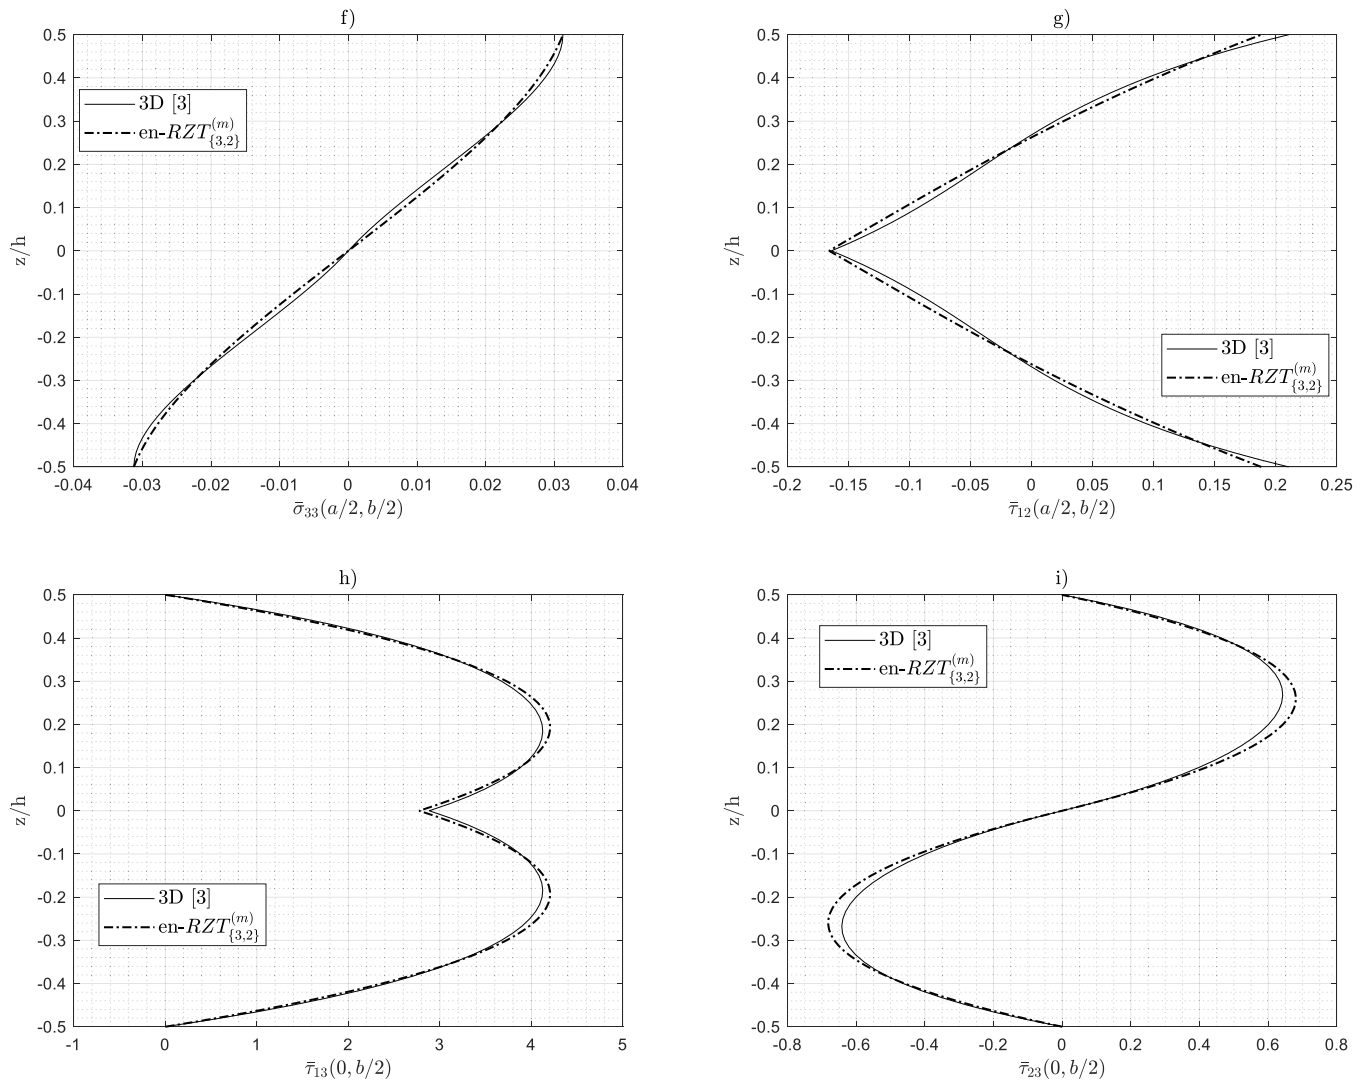 f)
0.5
0.4
0.3
0.2
0.1
0
-0.1
-0.2
-0.3
-0.4
-0.5
z/h
3D [3]
en-$RZT^{(m)}_{\{3,2\}}$
-0.04 -0.03 -0.02 -0.01 0 0.01 0.02 0.03 0.04
$\bar{\sigma}_{33}(a/2, b/2)$
g)
0.5
0.4
0.3
0.2
0.1
0
-0.1
-0.2
-0.3
-0.4
-0.5
z/h
3D [3]
en-$RZT^{(m)}_{\{3,2\}}$
-0.2 -0.15 -0.1 -0.05 0 0.05 0.1 0.15 0.2 0.25
$\bar{\tau}_{12}(a/2, b/2)$
h)
0.5
0.4
0.3
0.2
0.1
0
-0.1
-0.2
-0.3
-0.4
-0.5
z/h
3D [3]
en-$RZT^{(m)}_{\{3,2\}}$
-1 0 1 2 3 4 5
$\bar{\tau}_{13}(0, b/2)$
i)
0.5
0.4
0.3
0.2
0.1
0
-0.1
-0.2
-0.3
-0.4
-0.5
z/h
3D [3]
en-$RZT^{(m)}_{\{3,2\}}$
-0.8 -0.6 -0.4 -0.2 0 0.2 0.4 0.6 0.8
$\bar{\tau}_{23}(0, b/2)$